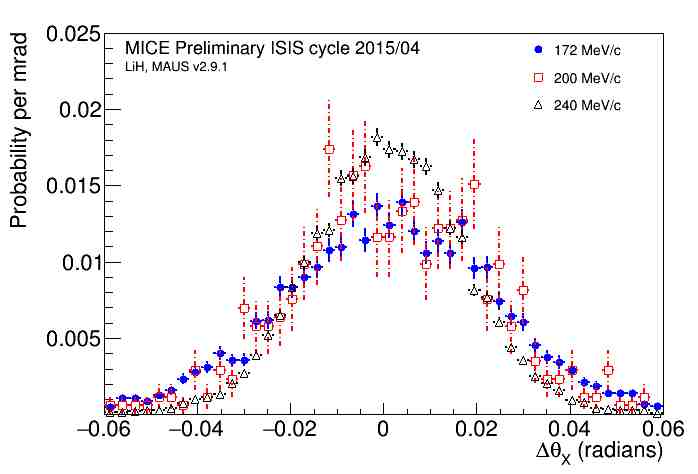 0.025
MICE Preliminary ISIS cycle 2015/04
LiH, MAUS v2.9.1
172 MeV/c
200 MeV/c
240 MeV/c
Probability per mrad
0.02
0.015
0.01
0.005
−0.06 −0.04 −0.02 0 0.02 0.04 0.06
Δθ_X (radians)